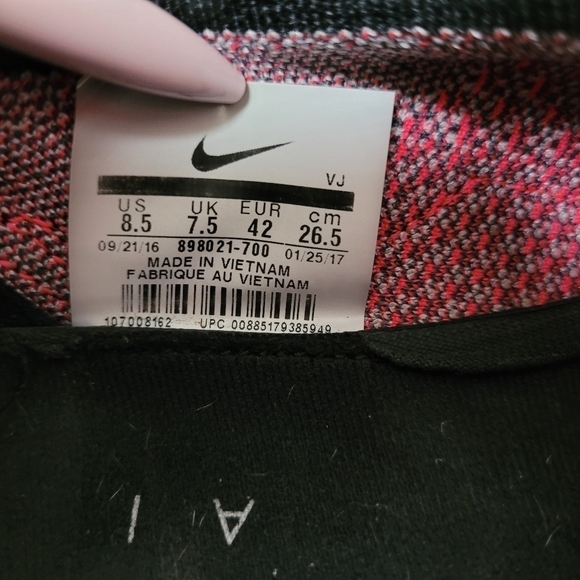 VJ
US UK EUR cm
8.5 7.5 42 26.5
09/21/16 898021-700 01/25/17
MADE IN VIETNAM
FABRIQUE AU VIETNAM
107008162 UPC 00885179385949
I A